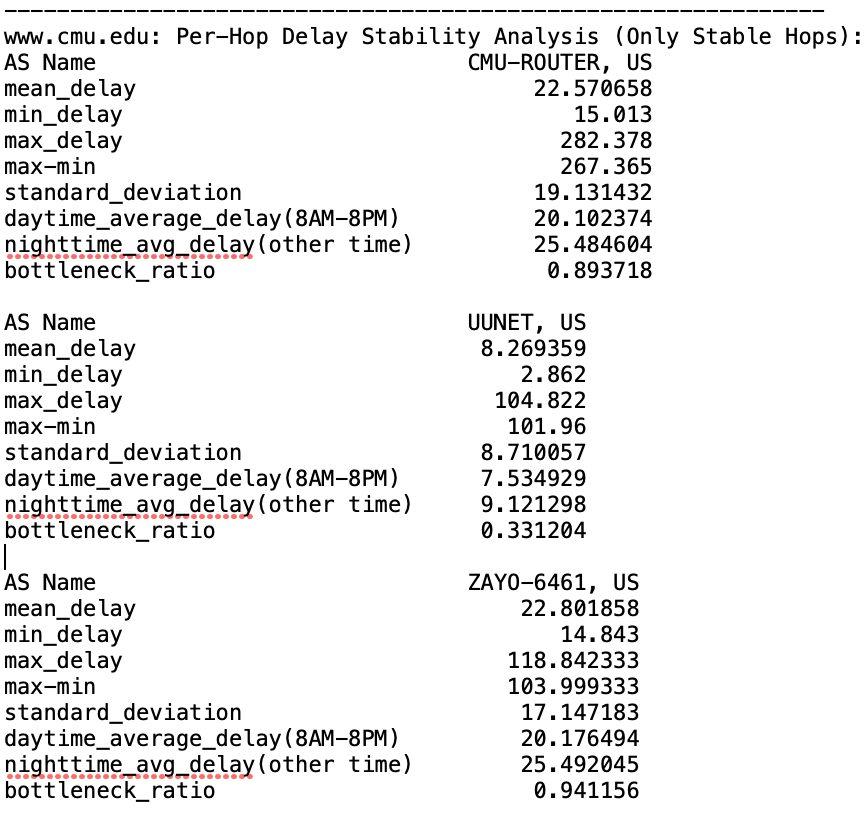 ---------------------------------------------------------------
www.cmu.edu: Per-Hop Delay Stability Analysis (Only Stable Hops):
AS Name CMU-ROUTER, US
mean_delay 22.570658
min_delay 15.013
max_delay 282.378
max-min 267.365
standard_deviation 19.131432
daytime_average_delay(8AM-8PM) 20.102374
nighttime_avg_delay(other time) 25.484604
bottleneck_ratio 0.893718
AS Name UUNET, US
mean_delay 8.269359
min_delay 2.862
max_delay 104.822
max-min 101.96
standard_deviation 8.710057
daytime_average_delay(8AM-8PM) 7.534929
nighttime_avg_delay(other time) 9.121298
bottleneck_ratio 0.331204
AS Name ZAYO-6461, US
mean_delay 22.801858
min_delay 14.843
max_delay 118.842333
max-min 103.999333
standard_deviation 17.147183
daytime_average_delay(8AM-8PM) 20.176494
nighttime_avg_delay(other time) 25.492045
bottleneck_ratio 0.941156